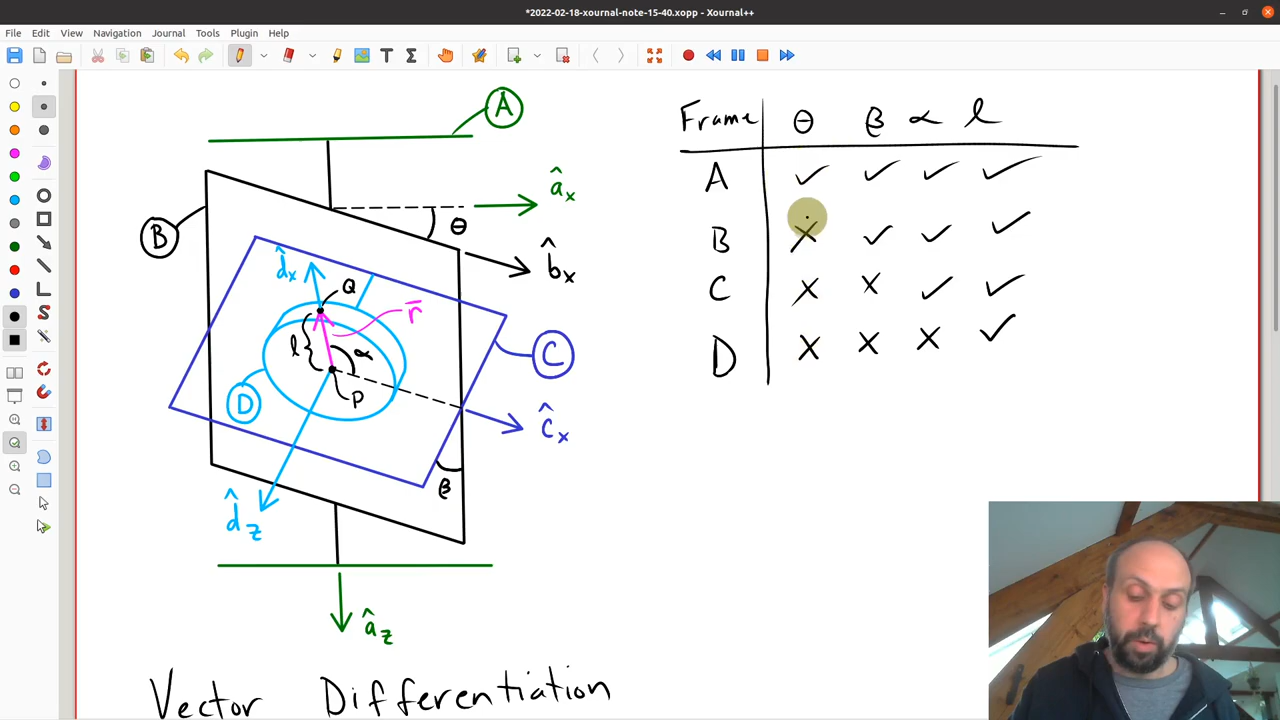 *2022-02-18-xournal-note-15-40.xopp - Xournal++
File Edit View Navigation Journal Tools Plugin Help
A
âx
θ
B
b̂x
d̂x
Q
r̄
l
α
C
D
P
ĉx
β
d̂z
âz
Frame θ β α l
A ✓ ✓ ✓ ✓
B X ✓ ✓ ✓
C X X ✓ ✓
D X X X ✓
Vector Differentiation